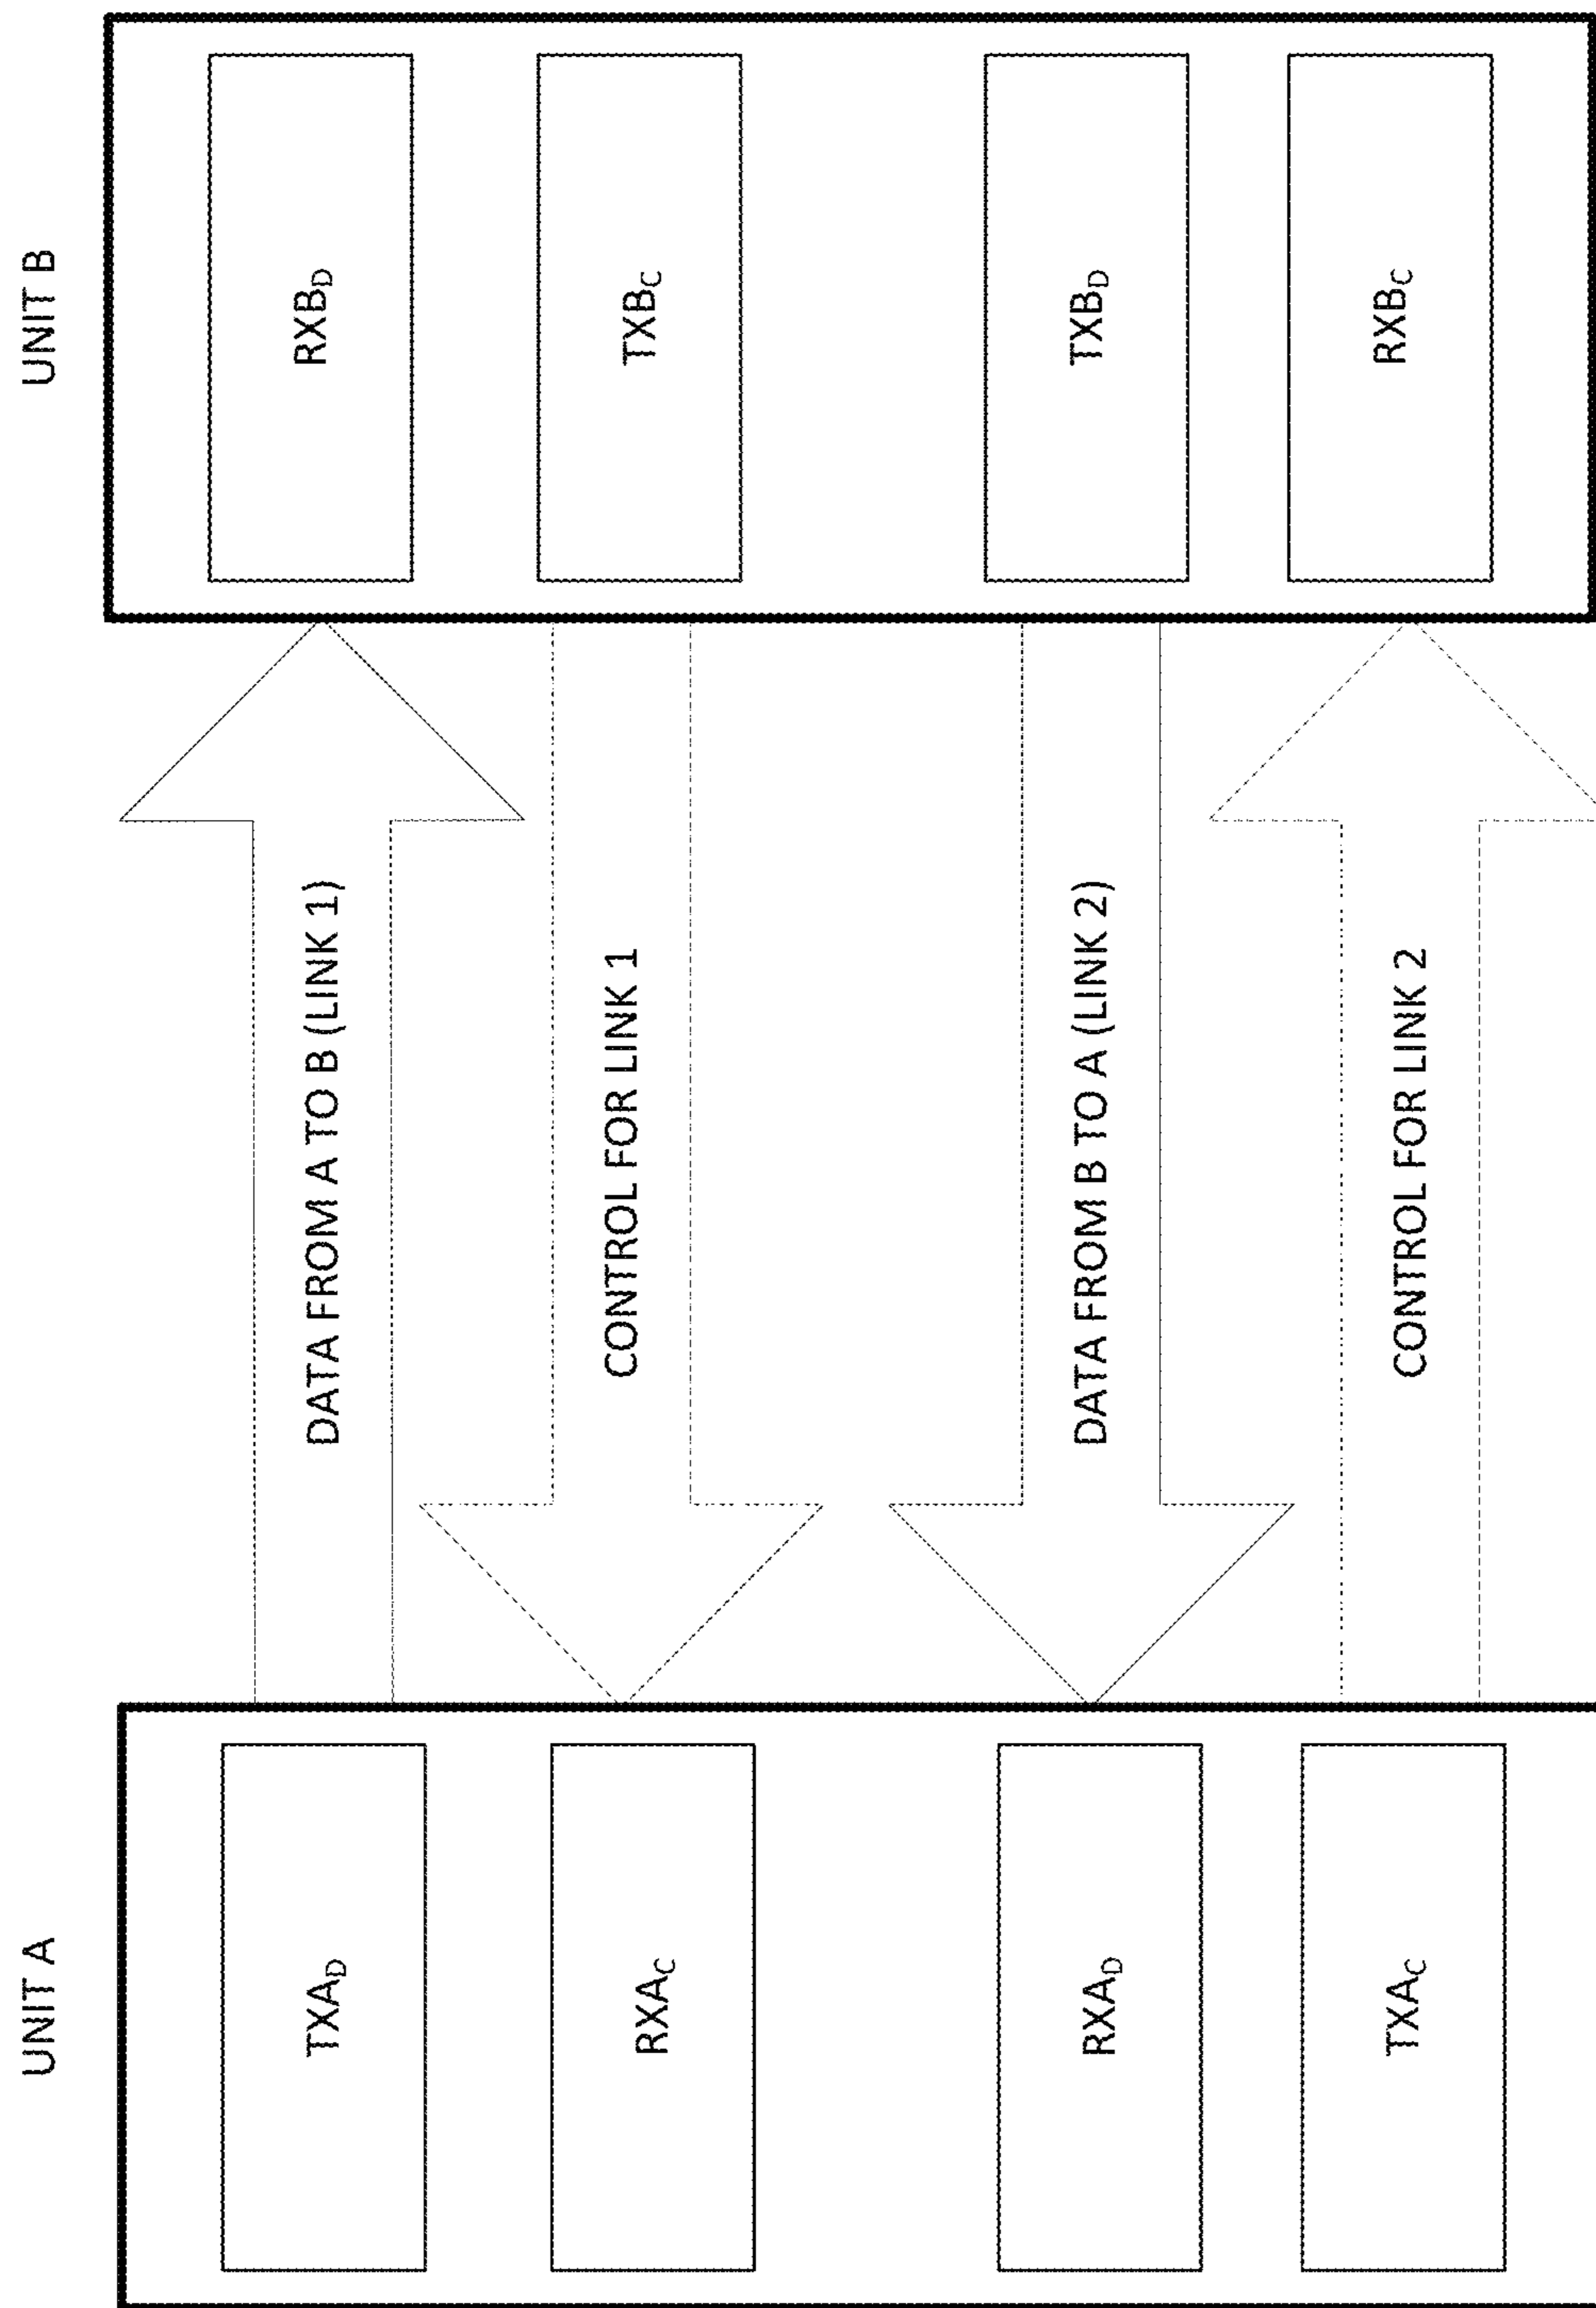 UNIT A
UNIT B
TXA_D
DATA FROM A TO B (LINK 1)
RXB_D
RXA_C
CONTROL FOR LINK 1
TXB_C
RXA_D
DATA FROM B TO A (LINK 2)
TXB_D
TXA_C
CONTROL FOR LINK 2
RXB_C